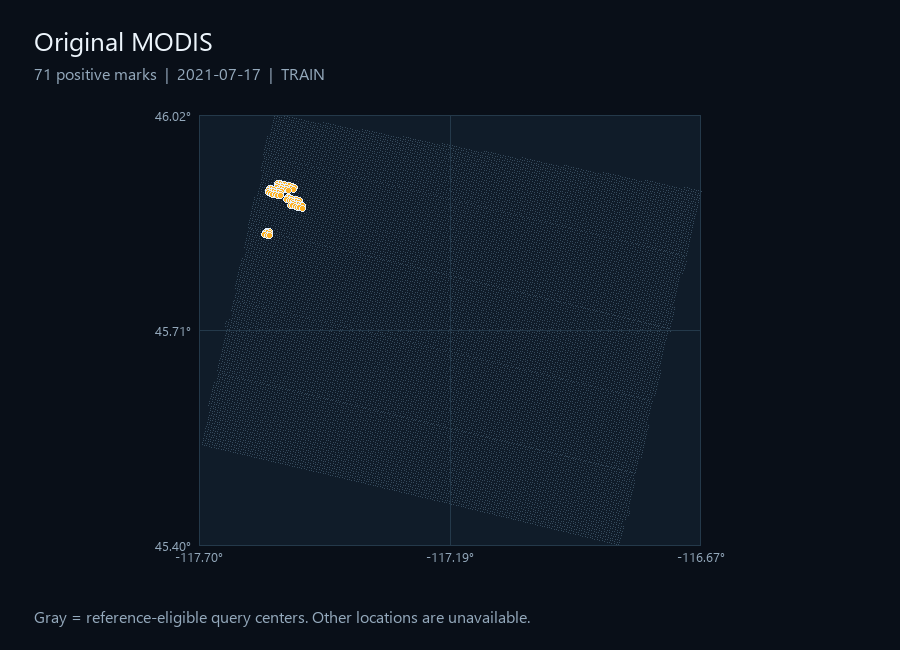 Original MODIS
71 positive marks | 2021-07-17 | TRAIN
46.02°
45.71°
45.40°
-117.70° -117.19° -116.67°
Gray = reference-eligible query centers. Other locations are unavailable.